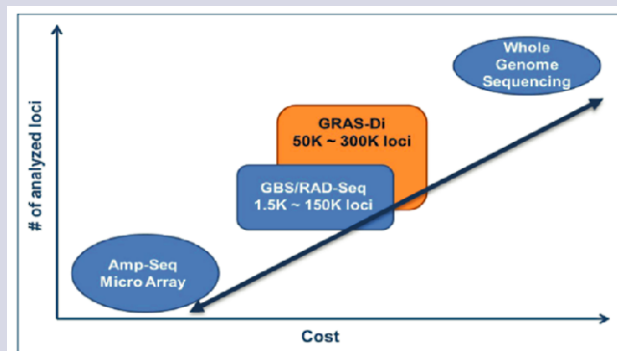 Whole
Genome
Sequencing
GRAS-Di
50K ~ 300K loci
GBS/RAD-Seq
1.5K ~ 150K loci
Amp-Seq
Micro Array
# of analyzed loci
Cost